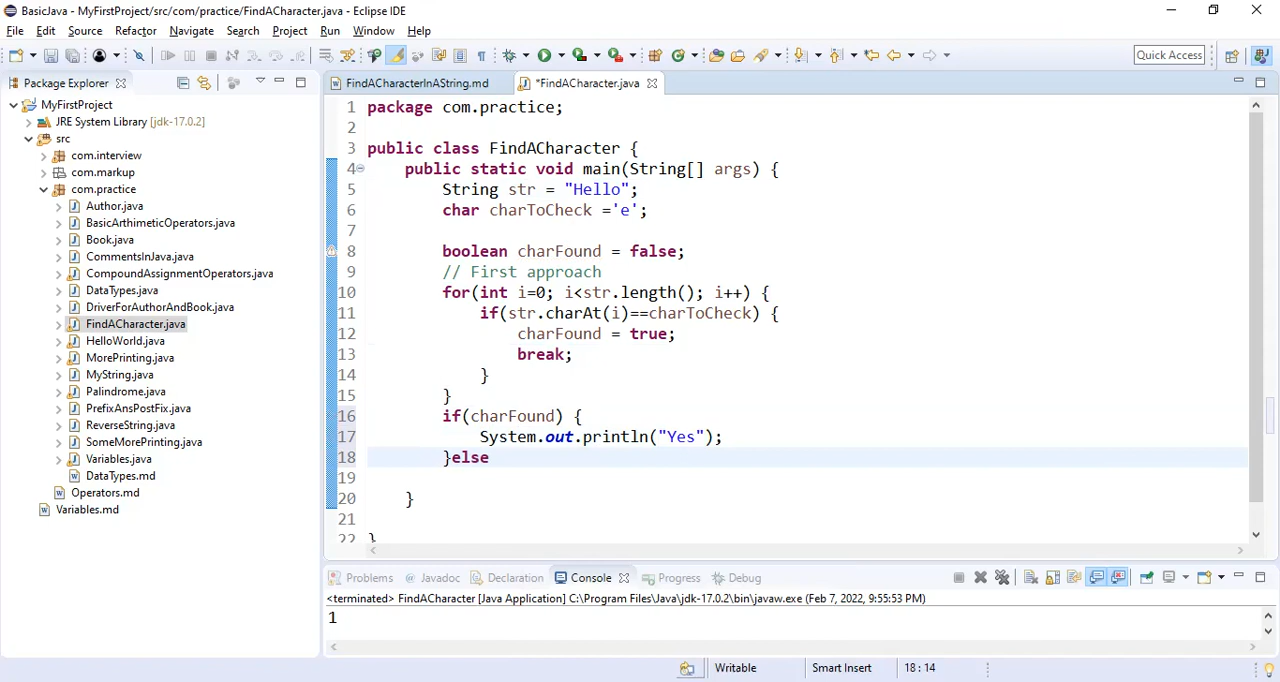 BasicJava - MyFirstProject/src/com/practice/FindACharacter.java - Eclipse IDE
File Edit Source Refactor Navigate Search Project Run Window Help
Quick Access
Package Explorer
MyFirstProject
JRE System Library [jdk-17.0.2]
src
com.interview
com.markup
com.practice
Author.java
BasicArthimeticOperators.java
Book.java
CommentsInJava.java
CompoundAssignmentOperators.java
DataTypes.java
DriverForAuthorAndBook.java
FindACharacter.java
HelloWorld.java
MorePrinting.java
MyString.java
Palindrome.java
PrefixAnsPostFix.java
ReverseString.java
SomeMorePrinting.java
Variables.java
DataTypes.md
Operators.md
Variables.md
FindACharacterInAString.md *FindACharacter.java
1 package com.practice;
2
3 public class FindACharacter {
4 public static void main(String[] args) {
5 String str = "Hello";
6 char charToCheck ='e';
7
8 boolean charFound = false;
9 // First approach
10 for(int i=0; i<str.length(); i++) {
11 if(str.charAt(i)==charToCheck) {
12 charFound = true;
13 break;
14 }
15 }
16 if(charFound) {
17 System.out.println("Yes");
18 }else
19
20 }
21
22 }
Problems @ Javadoc Declaration Console Progress Debug
<terminated> FindACharacter [Java Application] C:\Program Files\Java\jdk-17.0.2\bin\javaw.exe (Feb 7, 2022, 9:55:53 PM)
1
Writable Smart Insert 18 : 14